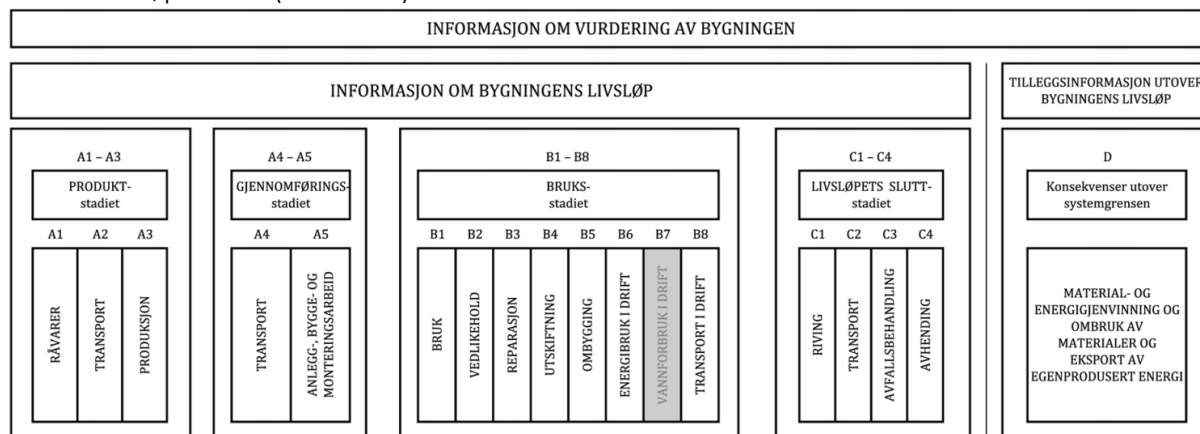 INFORMASJON OM VURDERING AV BYGNINGEN
INFORMASJON OM BYGNINGENS LIVSLØP
TILLEGGSINFORMASJON UTOVER
BYGNINGENS LIVSLØP
A1 – A3
PRODUKT-
stadiet
A1 A2 A3
RÅVARER
TRANSPORT
PRODUKSJON
A4 – A5
GJENNOMFØRINGS-
stadiet
A4 A5
TRANSPORT
ANLEGG-, BYGGE- OG
MONTERINGSARBEID
B1 – B8
BRUKS-
stadiet
B1 B2 B3 B4 B5 B6 B7 B8
BRUK
VEDLIKEHOLD
REPARASJON
UTSKIFTNING
OMBYGGING
ENERGIBRUK I DRIFT
VANNFORBRUK I DRIFT
TRANSPORT I DRIFT
C1 – C4
LIVSLØPETS SLUTT-
stadiet
C1 C2 C3 C4
RIVING
TRANSPORT
AVFALLSBEHANDLING
AVHENDING
D
Konsekvenser utover
systemgrensen
MATERIAL- OG
ENERGIGJENVINNING OG
OMBRUK AV
MATERIALER OG
EKSPORT AV
EGENPRODUSERT ENERGI